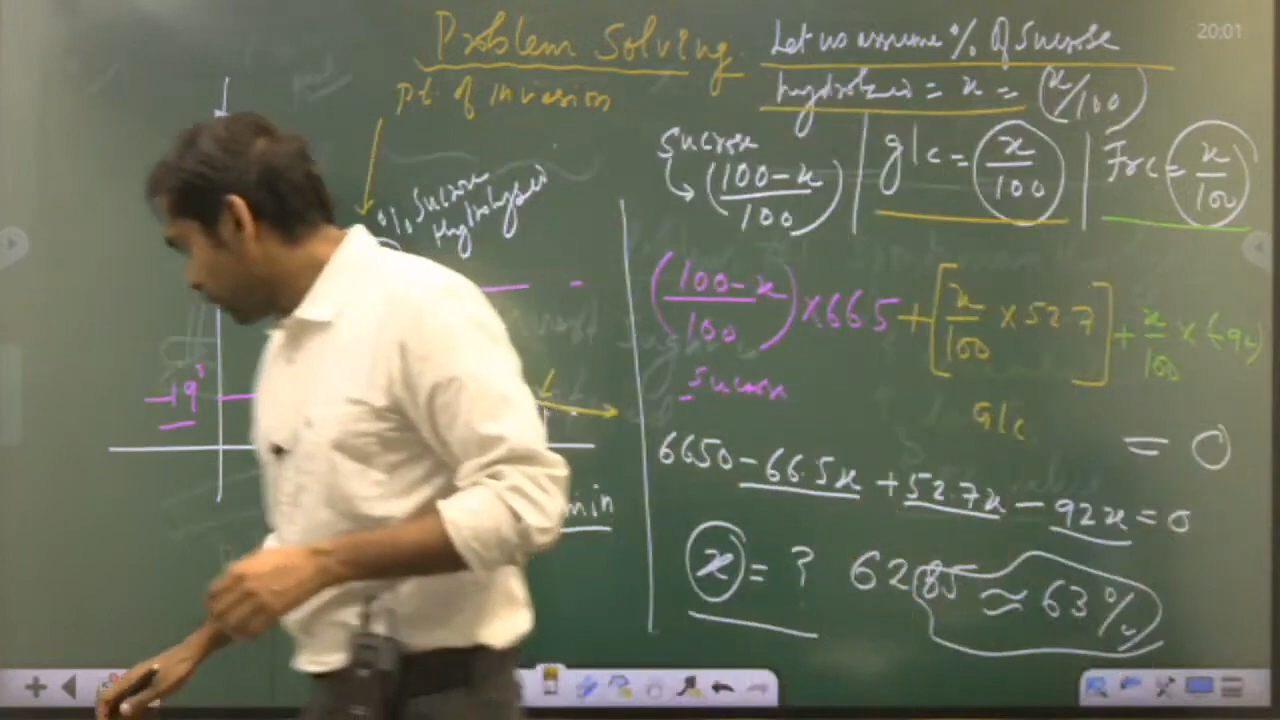 Problem Solving
pt. of inversion
Let us assume % of Sucrose
hydrolized = x = (x/100)
20:01
Sucrose
(100-x/100)
glc = x/100
Frc = x/100
% Sucrose
Hydrolysed
(100-x/100) × 66.5 + [x/100 × 52.7] + x/100 × (-92)
Sucrose
Glc
= 0
-19°
6650 - 66.5x + 52.7x - 92x = 0
min
x = ? 62 85 ≈ 63%